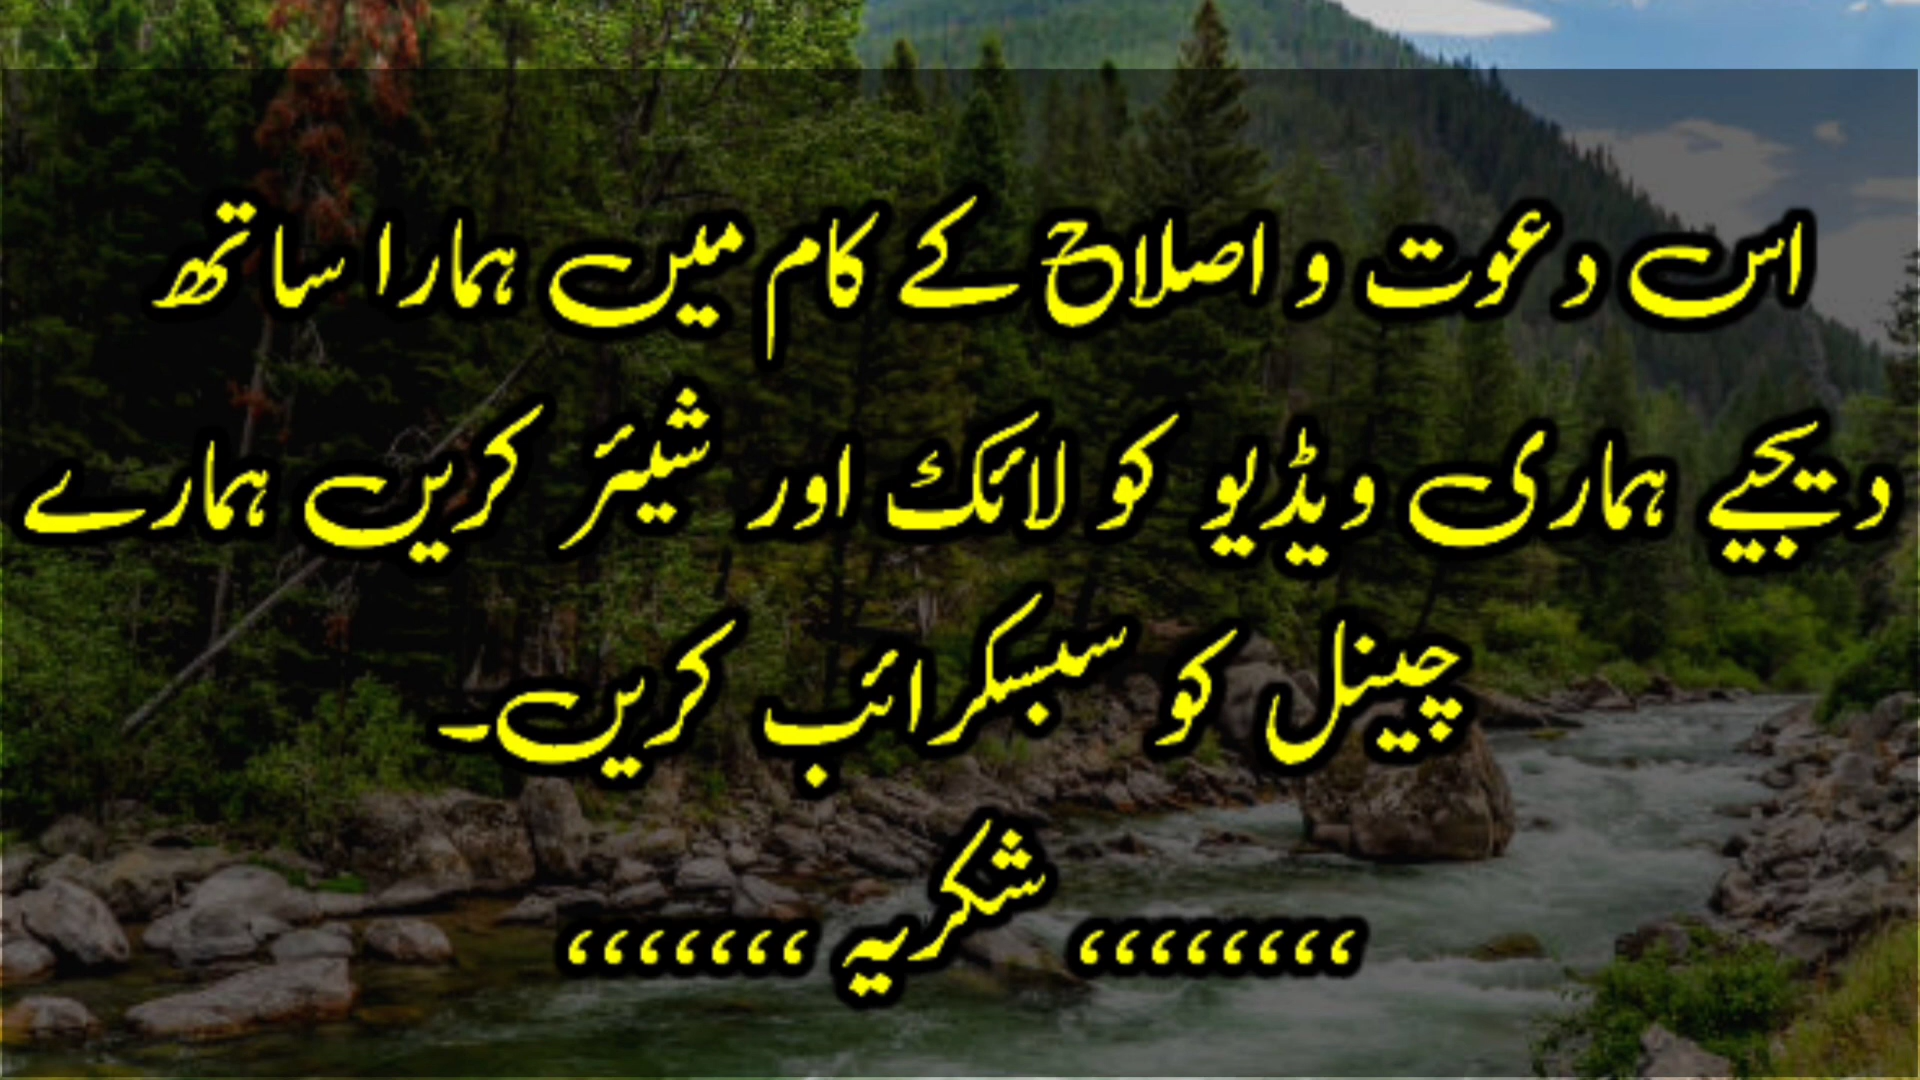 اس دعوت و اصلاح کے کام میں ہمارا ساتھ
دیجیے ہماری ویڈیو کو لائک اور شیئر کریں ہمارے
چینل کو سبسکرائب کریں۔
،،،،،،،، شکریہ ،،،،،،،